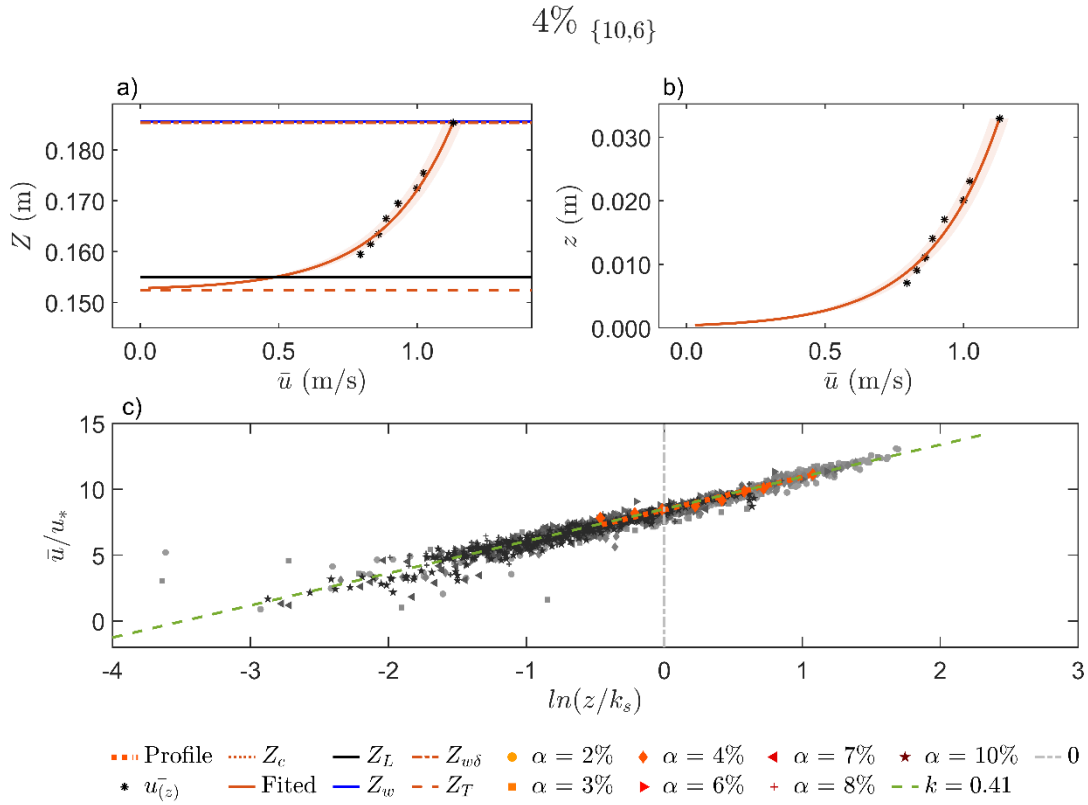 4% {10,6}
a)
b)
0.180
0.170
0.160
0.150
Z (m)
0.0
0.5
1.0
ū (m/s)
0.030
0.020
0.010
0.000
z (m)
0.0
0.5
1.0
ū (m/s)
c)
15
10
5
0
ū/u*
-4 -3 -2 -1 0 1 2 3
ln(z/ks)
Profile Zc ZL Zwδ α = 2% α = 4% α = 7% α = 10% 0
ū(z) Fited Zw ZT α = 3% α = 6% α = 8% k = 0.41